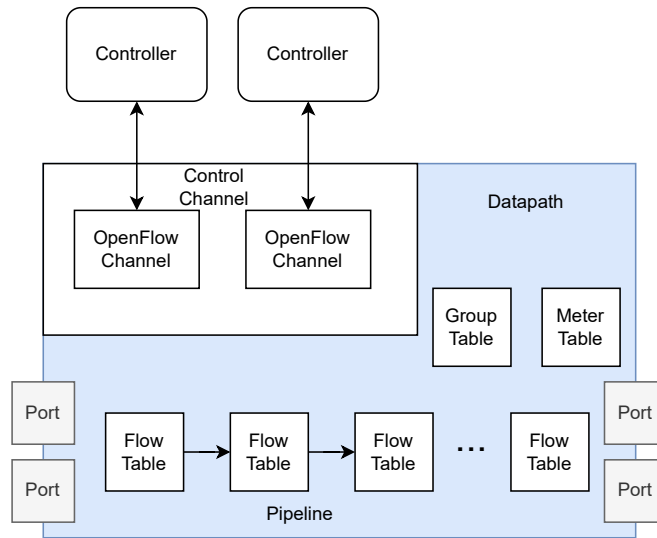 Controller
Controller
Control
Channel
Datapath
OpenFlow
Channel
OpenFlow
Channel
Group
Table
Meter
Table
Port
Port
Flow
Table
Flow
Table
Flow
Table
...
Flow
Table
Port
Port
Pipeline